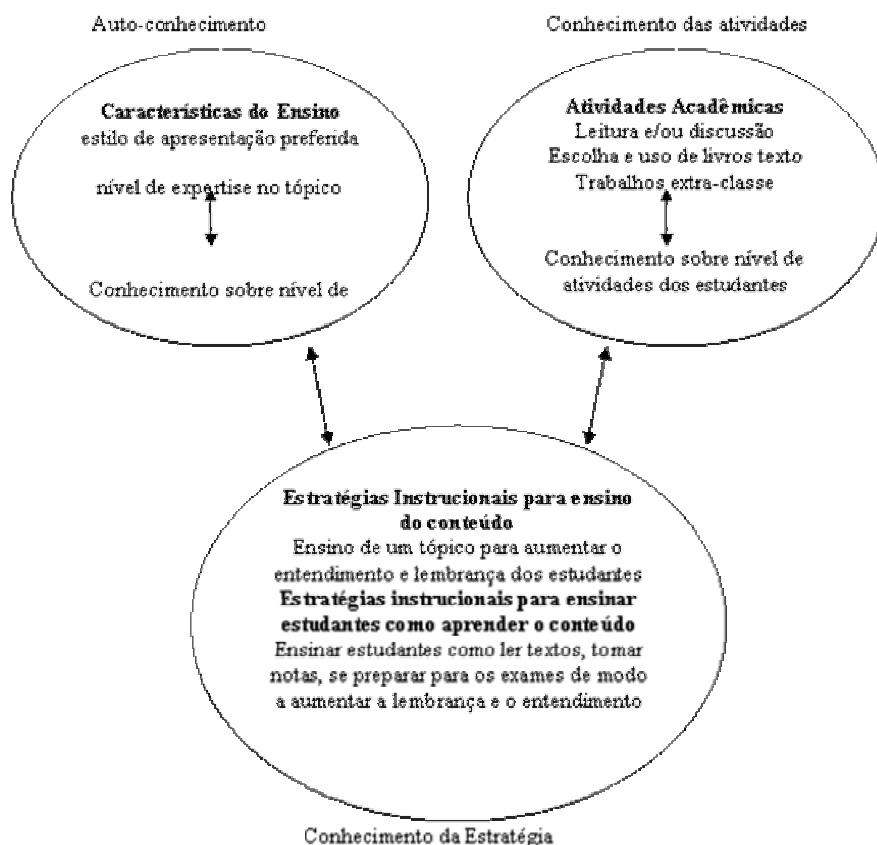 Auto-conhecimento
Características do Ensino
estilo de apresentação preferida
nível de expertise no tópico
Conhecimento sobre nível de
Conhecimento das atividades
Atividades Acadêmicas
Leitura e/ou discussão
Escolha e uso de livros texto
Trabalhos extra-classe
Conhecimento sobre nível de
atividades dos estudantes
Estratégias Instrucionais para ensino
do conteúdo
Ensino de um tópico para aumentar o
entendimento e lembrança dos estudantes
Estratégias instrucionais para ensinar
estudantes como aprender o conteúdo
Ensinar estudantes como ler textos, tomar
notas, se preparar para os exames de modo
a aumentar a lembrança e o entendimento
Conhecimento da Estratégia